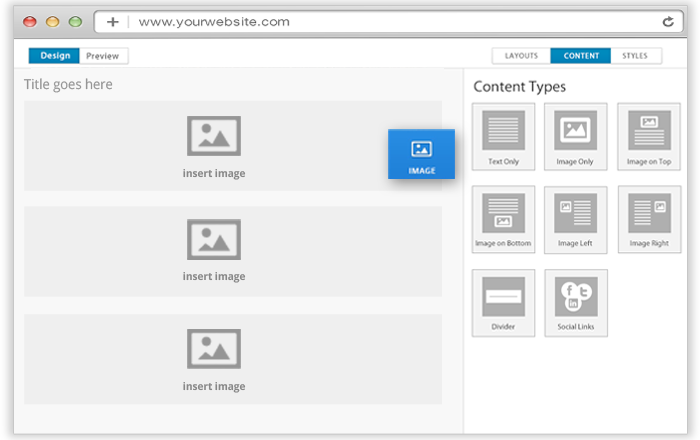 www.yourwebsite.com
Design Preview
LAYOUTS CONTENT STYLES
Title goes here
insert image
insert image
insert image
IMAGE
Content Types
Text Only Image Only Image on Top
Image on Bottom Image Left Image Right
Divider Social Links